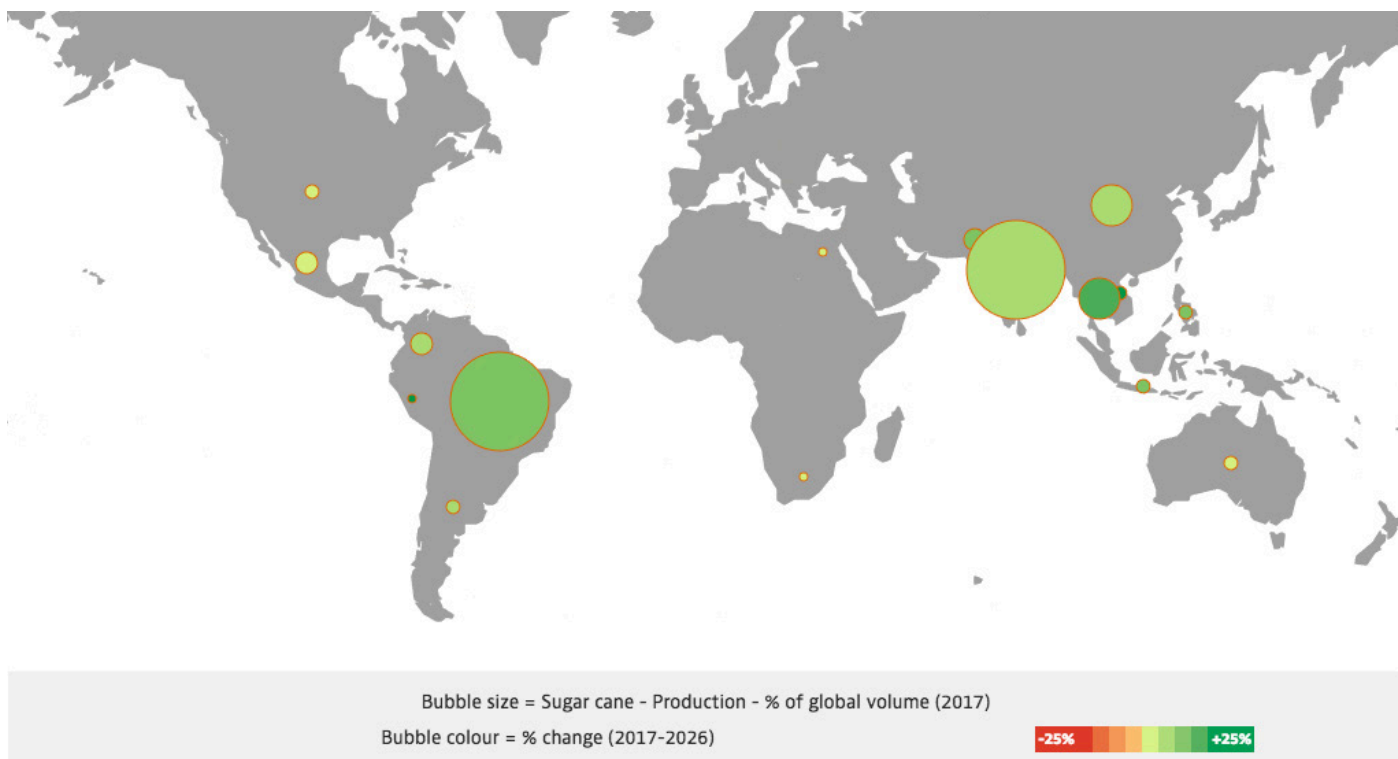 Bubble size = Sugar cane - Production - % of global volume (2017)
Bubble colour = % change (2017-2026)
-25% +25%